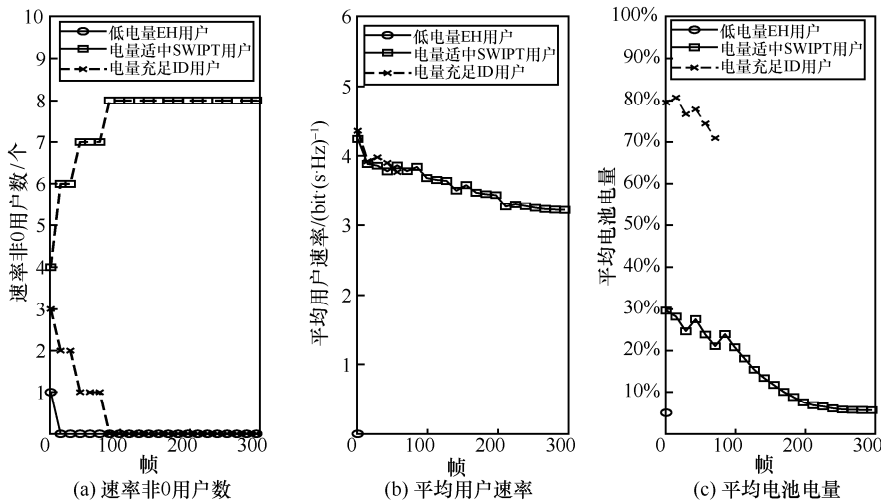 10
9
8
7
6
5
4
3
2
1
0
100
200
300
速率非0用户数/个
帧
低电量EH用户
电量适中SWIPT用户
电量充足ID用户
(a) 速率非0用户数
6
5
4
3
2
1
0
100
200
300
平均用户速率/(bit·(s·Hz)⁻¹)
帧
低电量EH用户
电量适中SWIPT用户
电量充足ID用户
(b) 平均用户速率
100%
90%
80%
70%
60%
50%
40%
30%
20%
10%
0
100
200
300
平均电池电量
帧
低电量EH用户
电量适中SWIPT用户
电量充足ID用户
(c) 平均电池电量